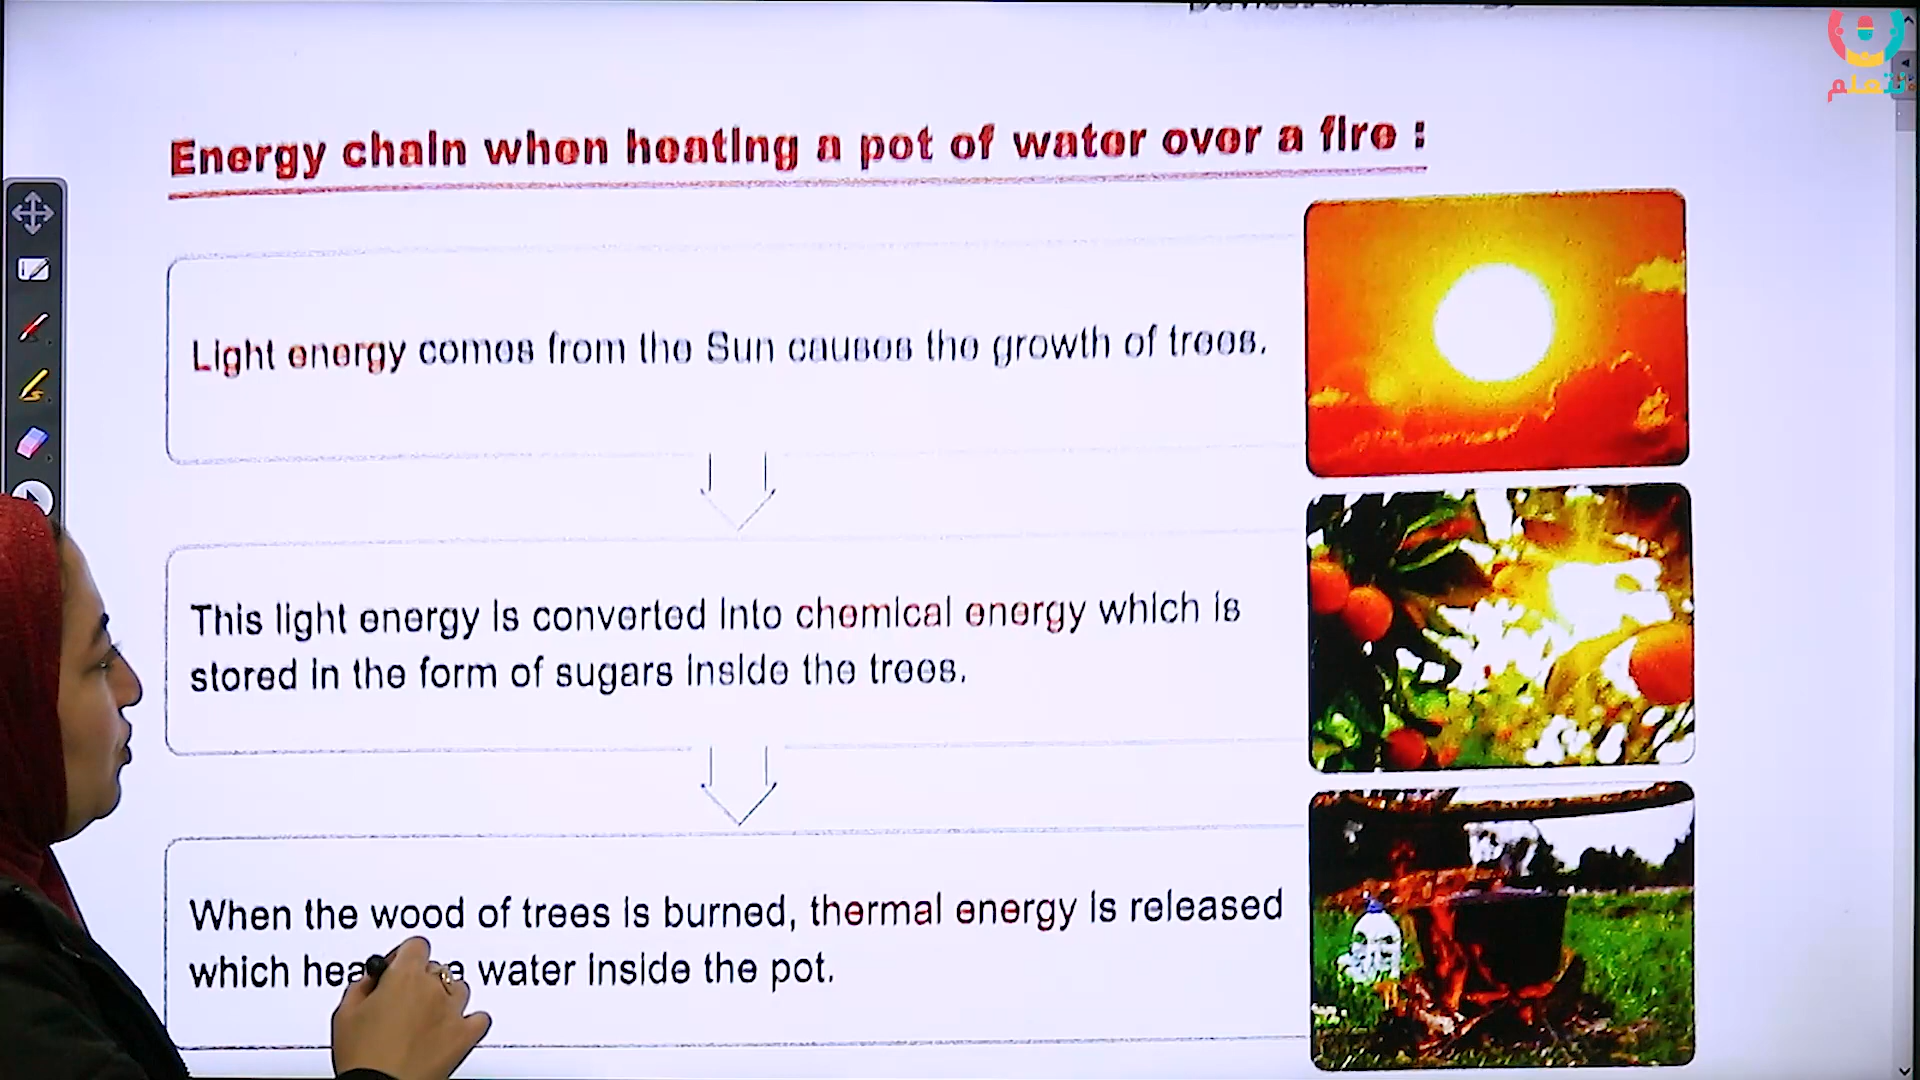 نتعلم
Energy chain when heating a pot of water over a fire :
Light energy comes from the Sun causes the growth of trees.
This light energy is converted into chemical energy which is
stored in the form of sugars inside the trees.
When the wood of trees is burned, thermal energy is released
which water inside the pot.